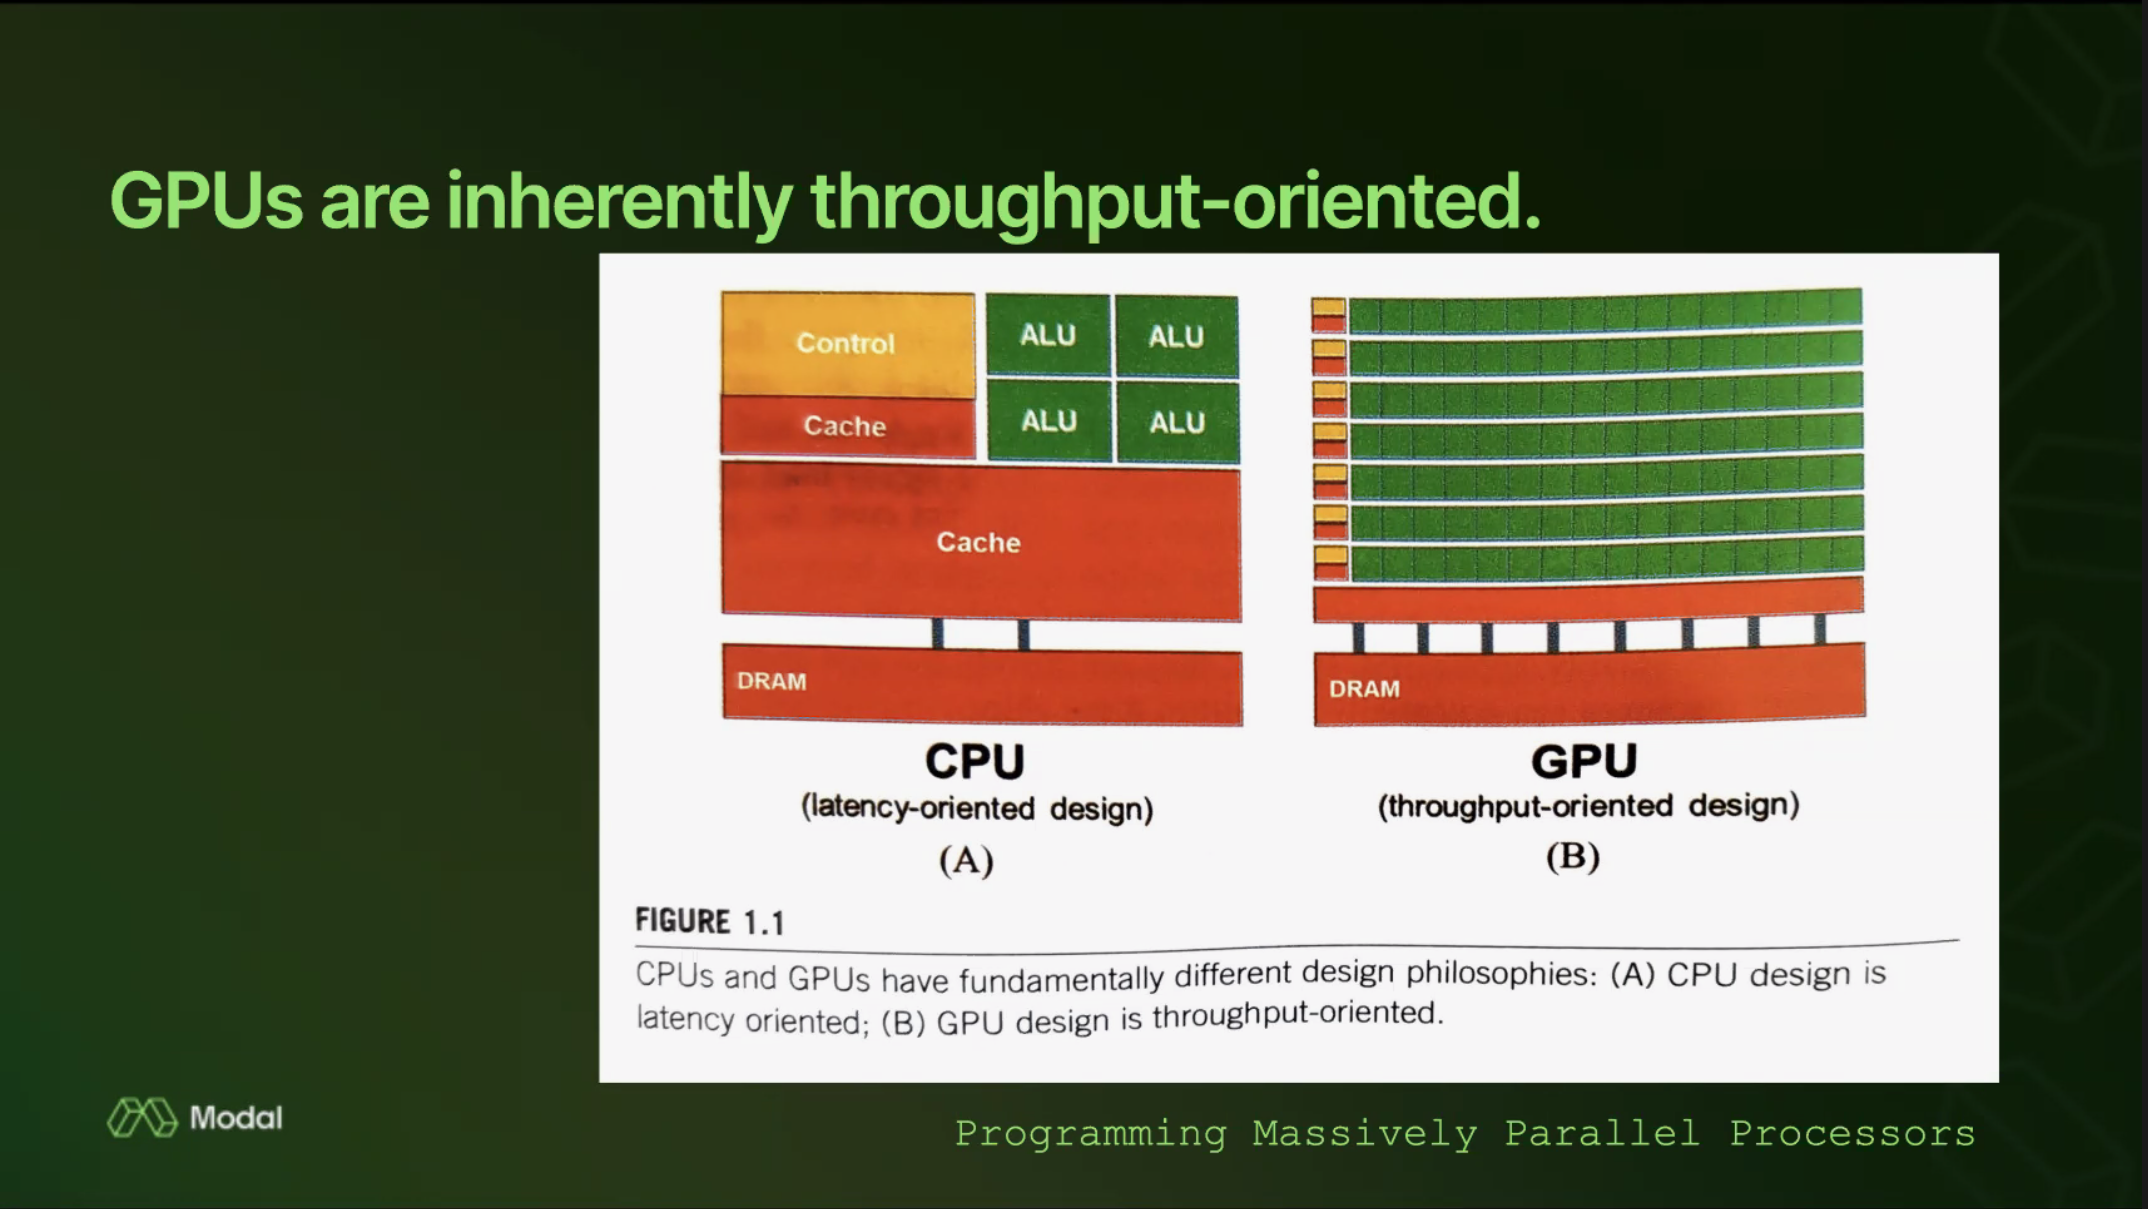 GPUs are inherently throughput-oriented.
Control
ALU
ALU
Cache
ALU
ALU
Cache
DRAM
DRAM
CPU
(latency-oriented design)
(A)
GPU
(throughput-oriented design)
(B)
FIGURE 1.1
CPUs and GPUs have fundamentally different design philosophies: (A) CPU design is
latency oriented; (B) GPU design is throughput-oriented.
Modal
Programming Massively Parallel Processors